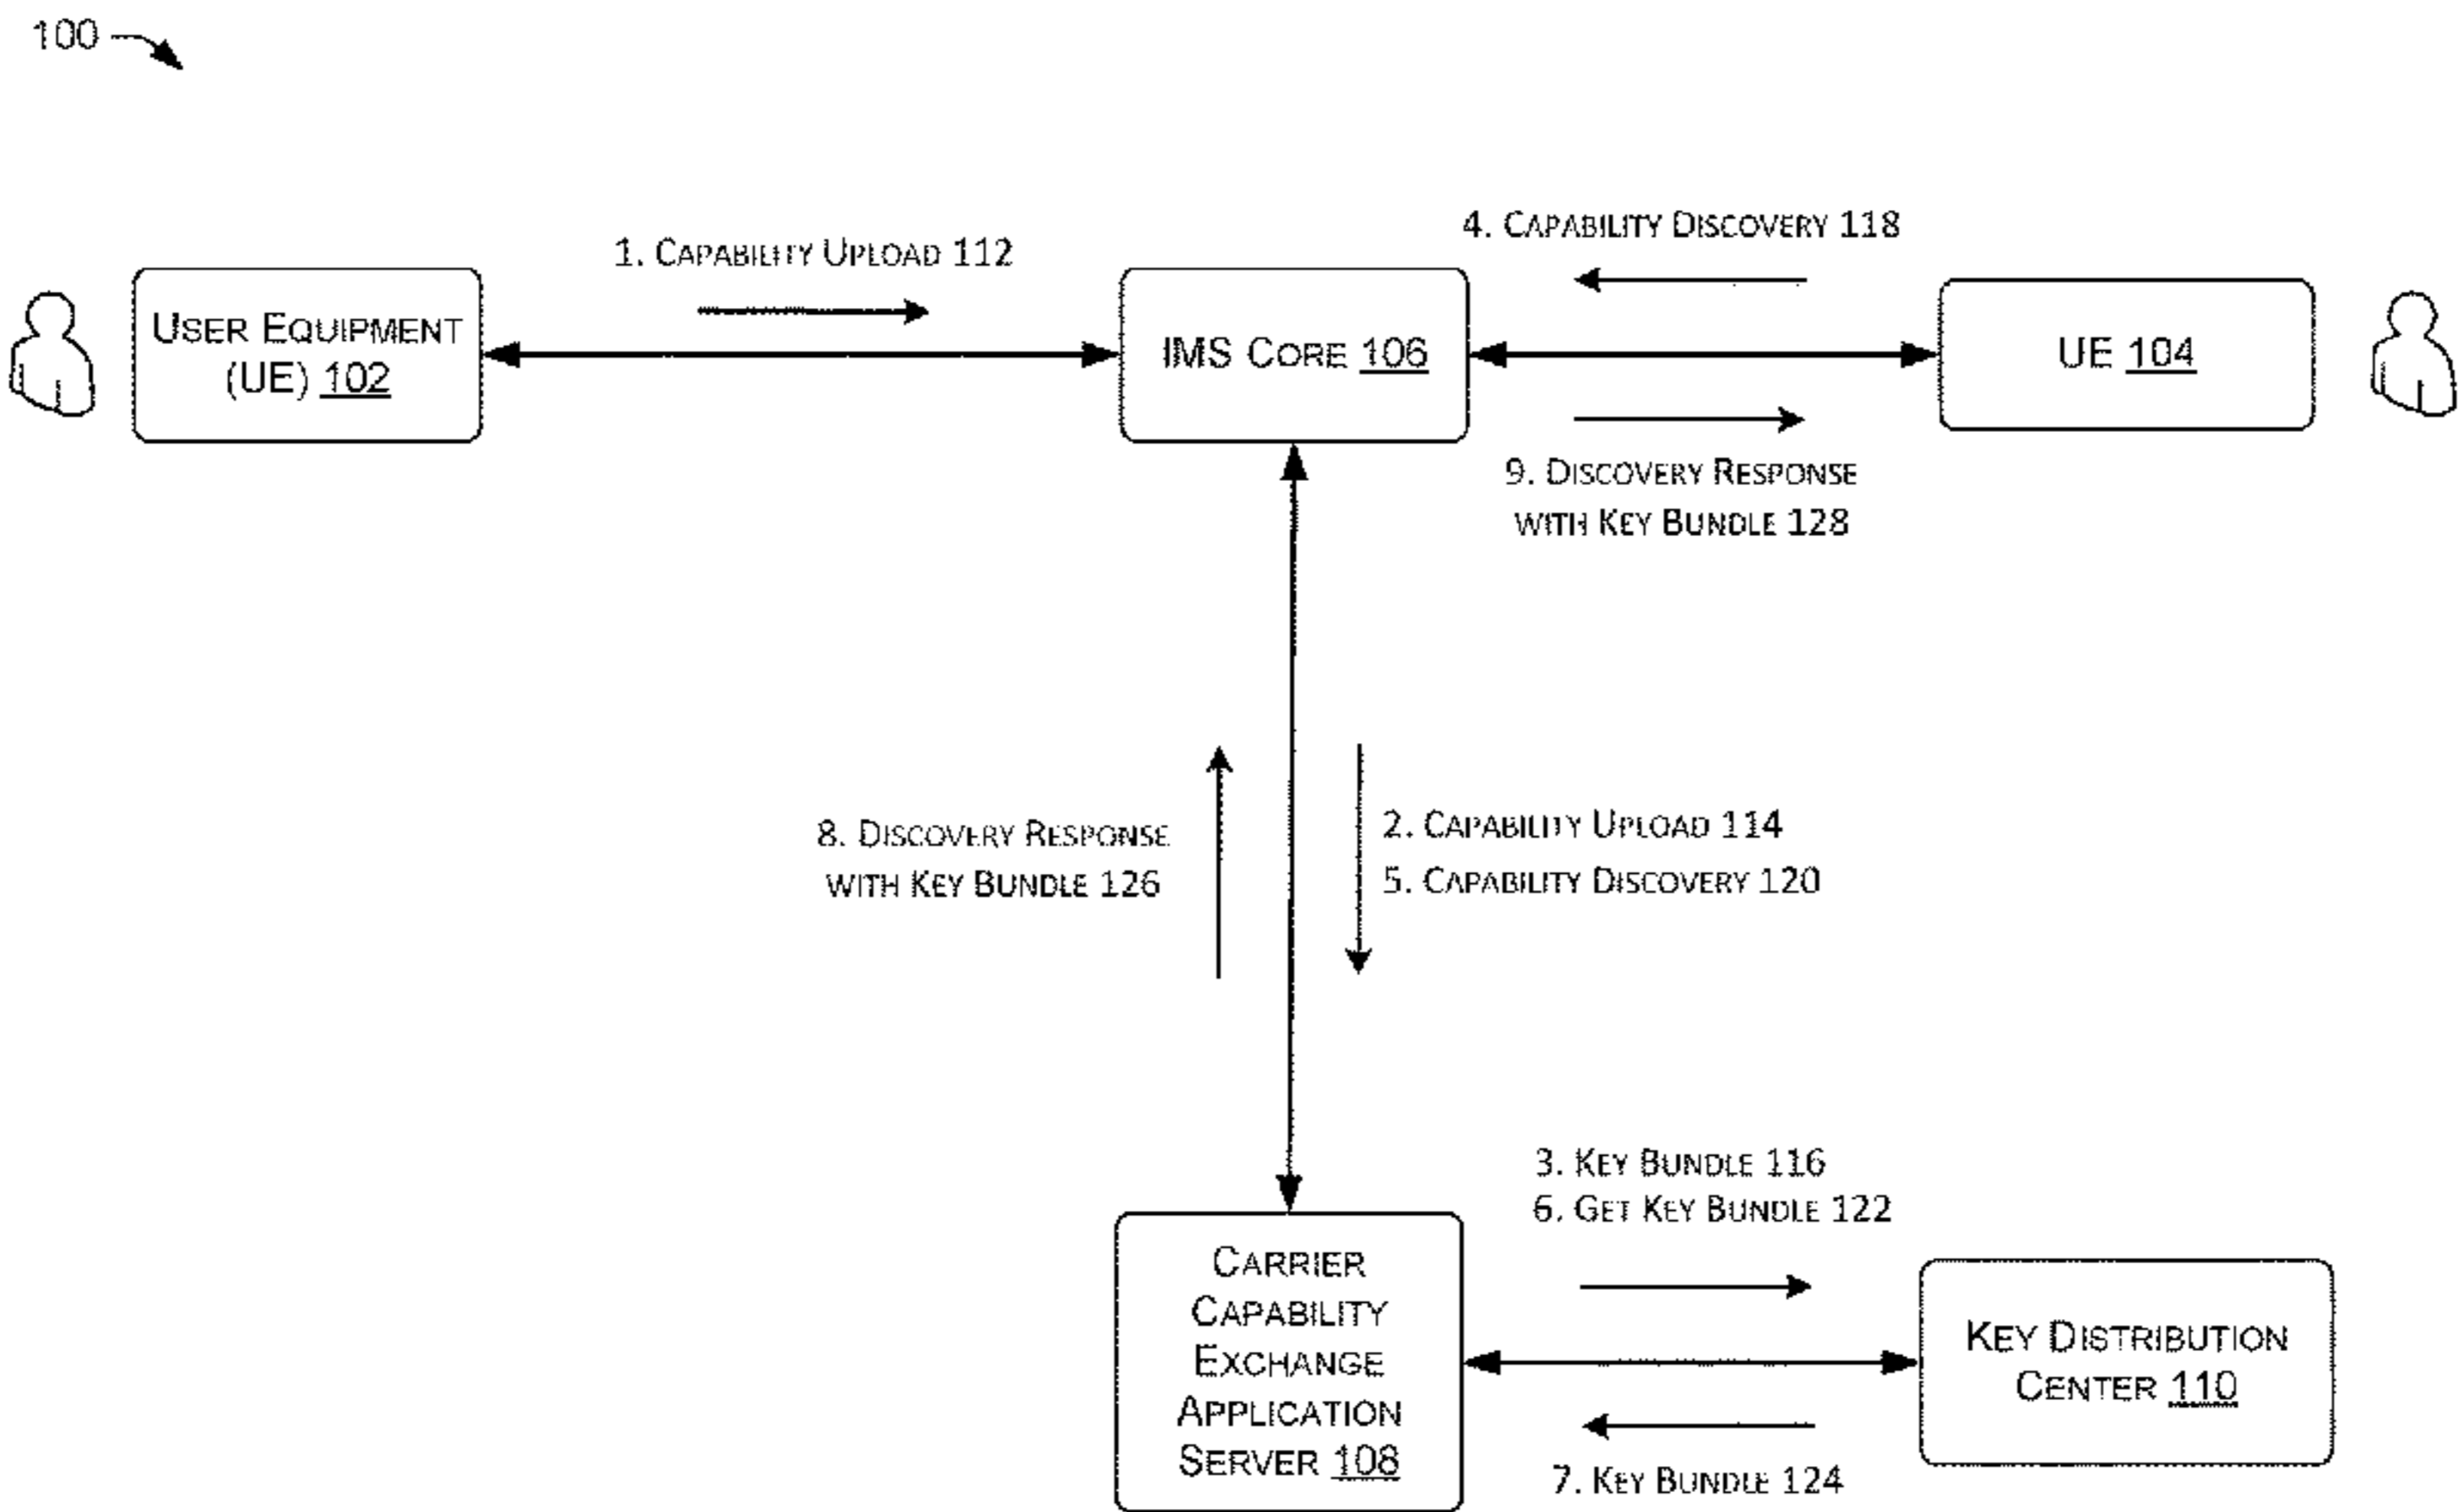 100
1. CAPABILITY UPLOAD 112
4. CAPABILITY DISCOVERY 118
USER EQUIPMENT
(UE) 102
IMS CORE 106
UE 104
9. DISCOVERY RESPONSE
WITH KEY BUNDLE 128
8. DISCOVERY RESPONSE
WITH KEY BUNDLE 126
2. CAPABILITY UPLOAD 114
5. CAPABILITY DISCOVERY 120
3. KEY BUNDLE 116
6. GET KEY BUNDLE 122
CARRIER
CAPABILITY
EXCHANGE
APPLICATION
SERVER 108
KEY DISTRIBUTION
CENTER 110
7. KEY BUNDLE 124